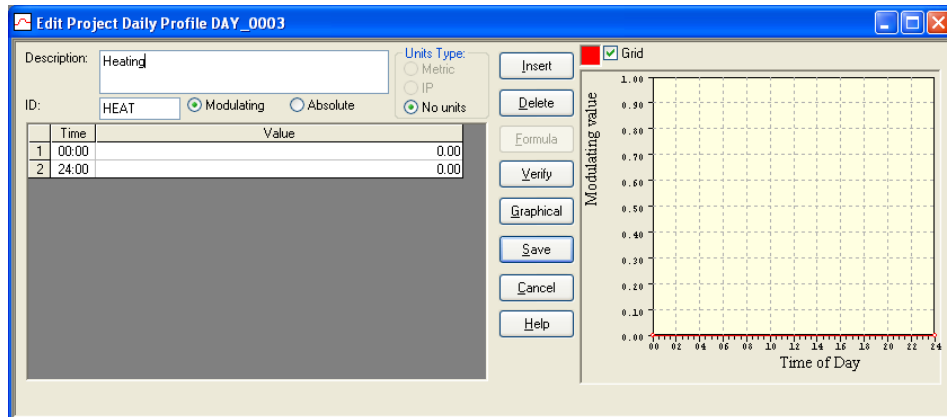 Edit Project Daily Profile DAY_0003
Description:
Heating
Units Type:
Metric
IP
No units
ID:
HEAT
Modulating
Absolute
Time Value
1 00:00 0.00
2 24:00 0.00
Insert
Delete
Formula
Verify
Graphical
Save
Cancel
Help
Grid
Modulating value
1.00
0.90
0.80
0.70
0.60
0.50
0.40
0.30
0.20
0.10
0.00
00 02 04 06 08 10 12 14 16 18 20 22 24
Time of Day